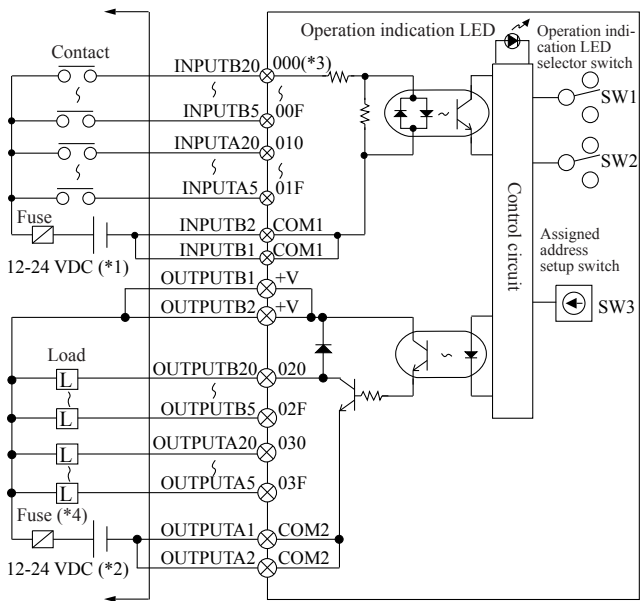 Operation indication LED
Operation indi-
cation LED
selector switch
Contact
INPUTB20 000(*3)
INPUTB5 00F
INPUTA20 010
INPUTA5 01F
Fuse
INPUTB2 COM1
12-24 VDC (*1)
INPUTB1 COM1
OUTPUTB1 +V
OUTPUTB2 +V
Load
L OUTPUTB20 020
L OUTPUTB5 02F
L OUTPUTA20 030
L OUTPUTA5 03F
Fuse (*4)
OUTPUTA1 COM2
12-24 VDC (*2)
OUTPUTA2 COM2
Control circuit
SW1
SW2
Assigned
address
setup switch
SW3